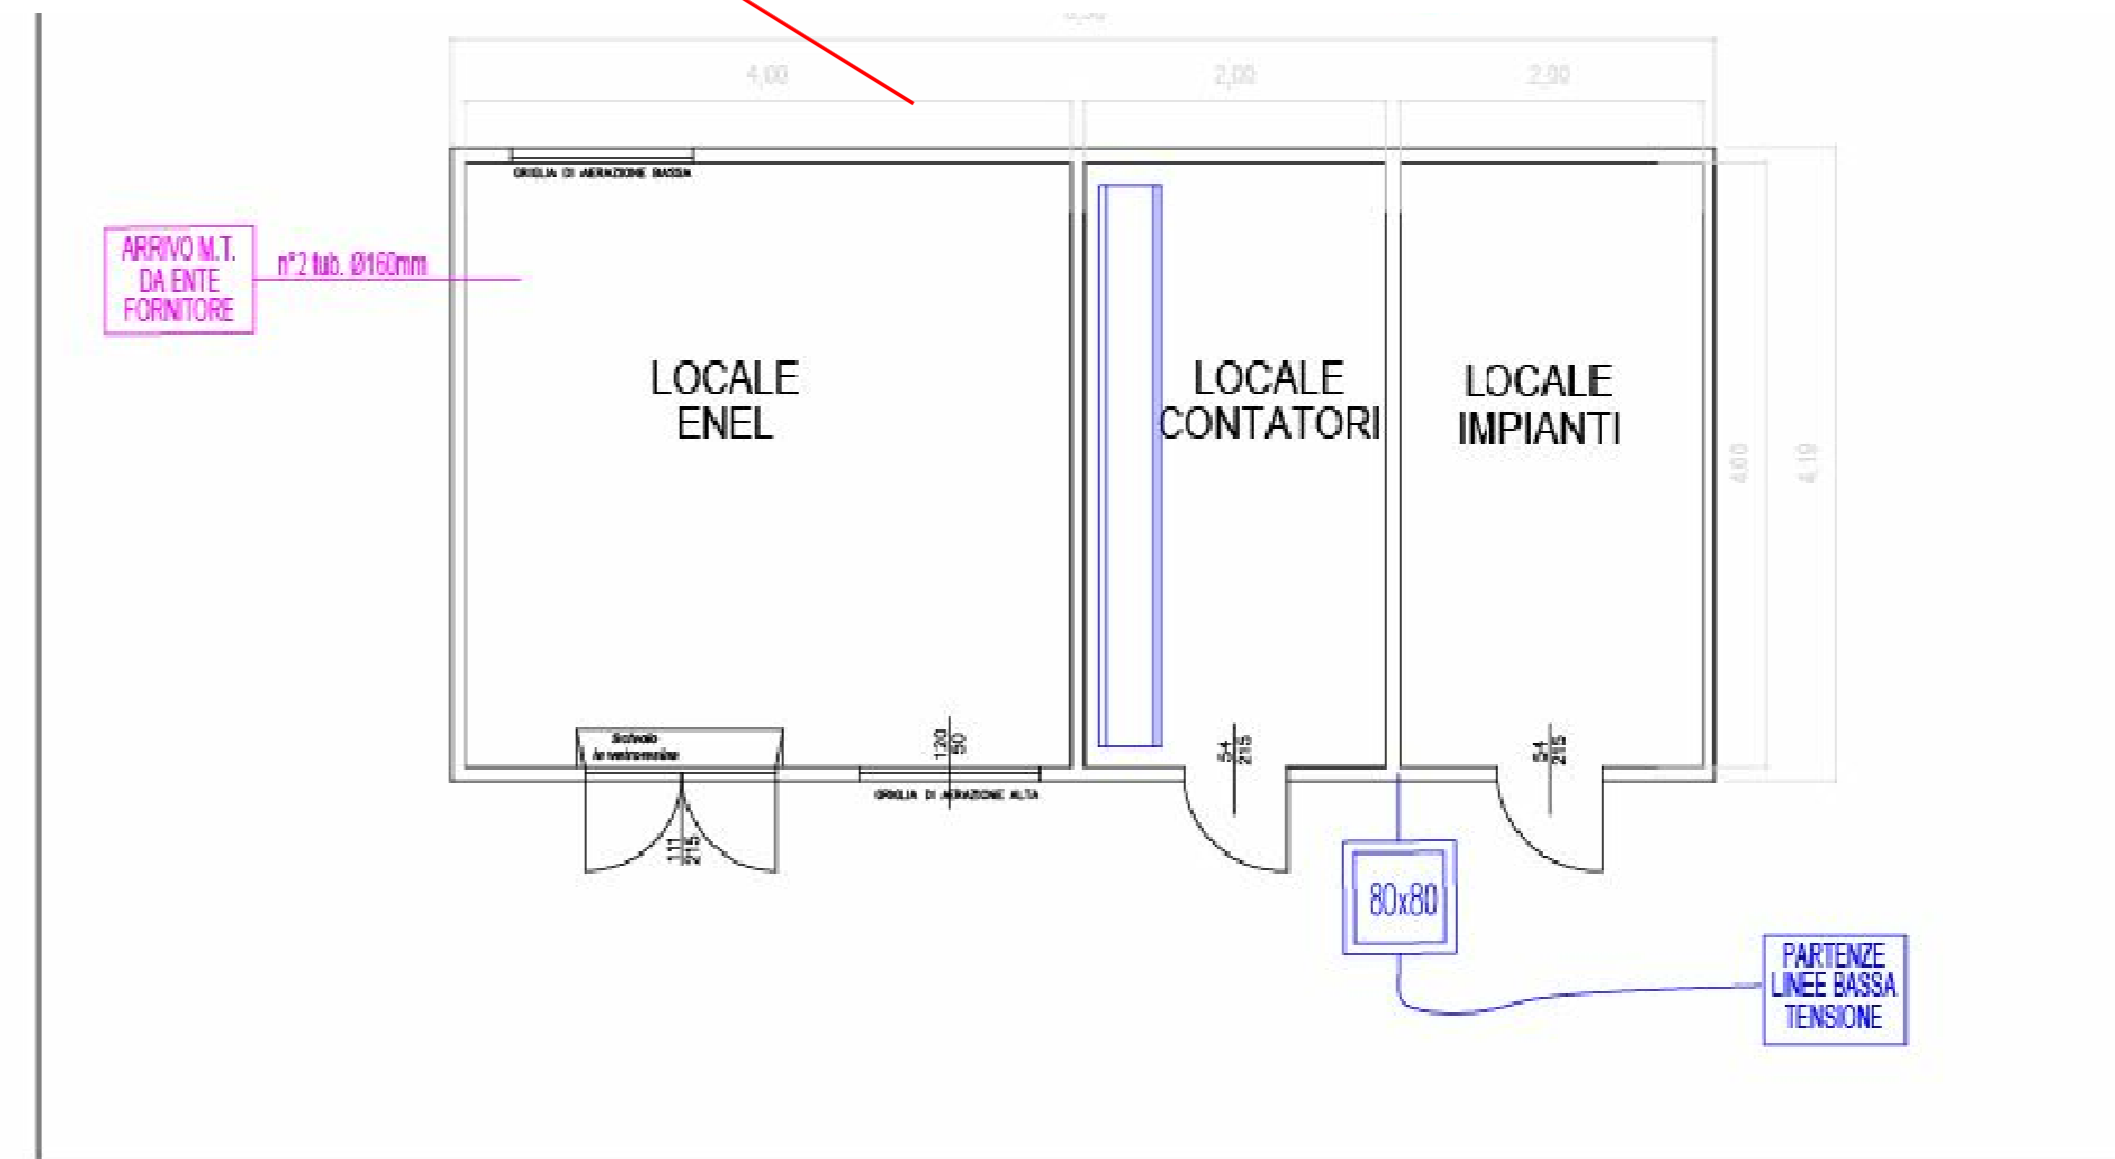 4,00
2,00
2,00
GRIGLIA DI AERAZIONE BASSA
ARRIVO M.T.
DA ENTE
FORNITORE
n°2 tub. Ø160mm
LOCALE
ENEL
LOCALE
CONTATORI
LOCALE
IMPIANTI
4,00
4,19
120
50
54
215
54
215
GRIGLIA DI AERAZIONE ALTA
111
215
80x80
PARTENZE
LINEE BASSA
TENSIONE